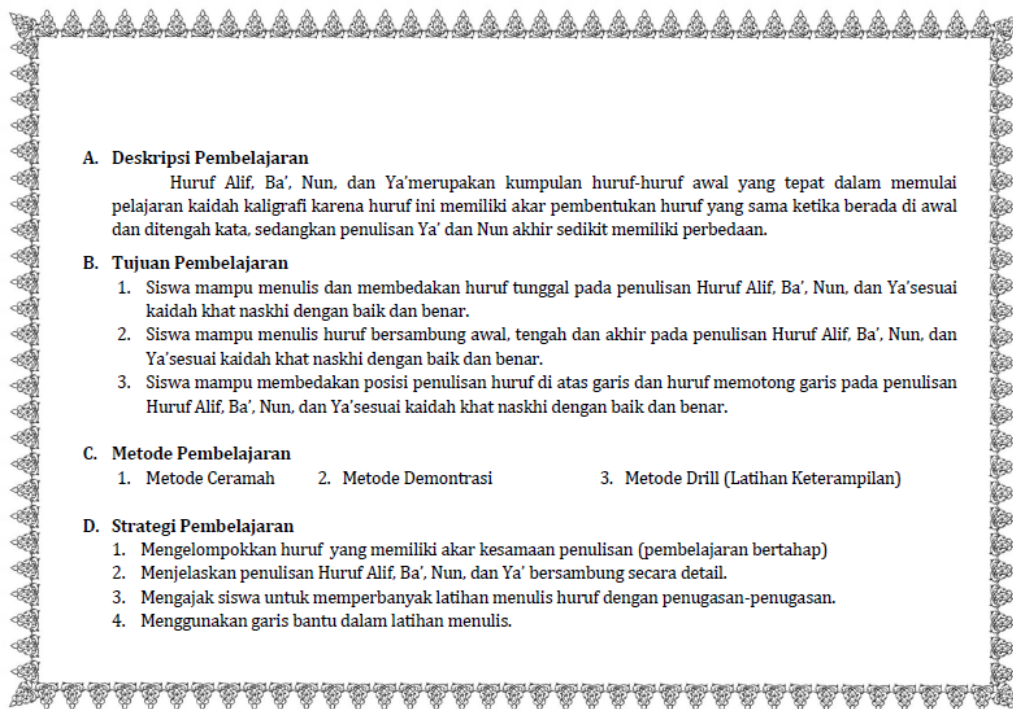 A. Deskripsi Pembelajaran
Huruf Alif, Ba’, Nun, dan Ya’merupakan kumpulan huruf-huruf awal yang tepat dalam memulai
pelajaran kaidah kaligrafi karena huruf ini memiliki akar pembentukan huruf yang sama ketika berada di awal
dan ditengah kata, sedangkan penulisan Ya’ dan Nun akhir sedikit memiliki perbedaan.
B. Tujuan Pembelajaran
1. Siswa mampu menulis dan membedakan huruf tunggal pada penulisan Huruf Alif, Ba’, Nun, dan Ya’sesuai
kaidah khat naskhi dengan baik dan benar.
2. Siswa mampu menulis huruf bersambung awal, tengah dan akhir pada penulisan Huruf Alif, Ba’, Nun, dan
Ya’sesuai kaidah khat naskhi dengan baik dan benar.
3. Siswa mampu membedakan posisi penulisan huruf di atas garis dan huruf memotong garis pada penulisan
Huruf Alif, Ba’, Nun, dan Ya’sesuai kaidah khat naskhi dengan baik dan benar.
C. Metode Pembelajaran
1. Metode Ceramah 2. Metode Demontrasi 3. Metode Drill (Latihan Keterampilan)
D. Strategi Pembelajaran
1. Mengelompokkan huruf yang memiliki akar kesamaan penulisan (pembelajaran bertahap)
2. Menjelaskan penulisan Huruf Alif, Ba’, Nun, dan Ya’ bersambung secara detail.
3. Mengajak siswa untuk memperbanyak latihan menulis huruf dengan penugasan-penugasan.
4. Menggunakan garis bantu dalam latihan menulis.